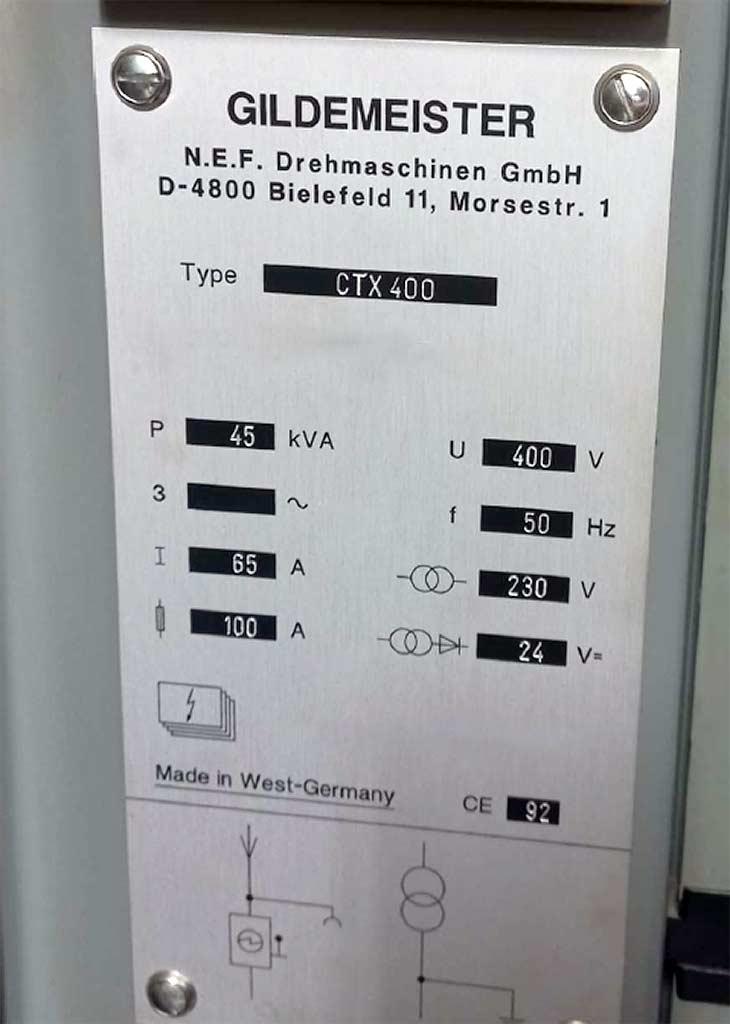 GILDEMEISTER
N.E.F. Drehmaschinen GmbH
D-4800 Bielefeld 11, Morsestr. 1
Type CTX 400
P 45 kVA
U 400 V
3 ~
f 50 Hz
I 65 A
230 V
100 A
24 V=
Made in West-Germany
CE 92